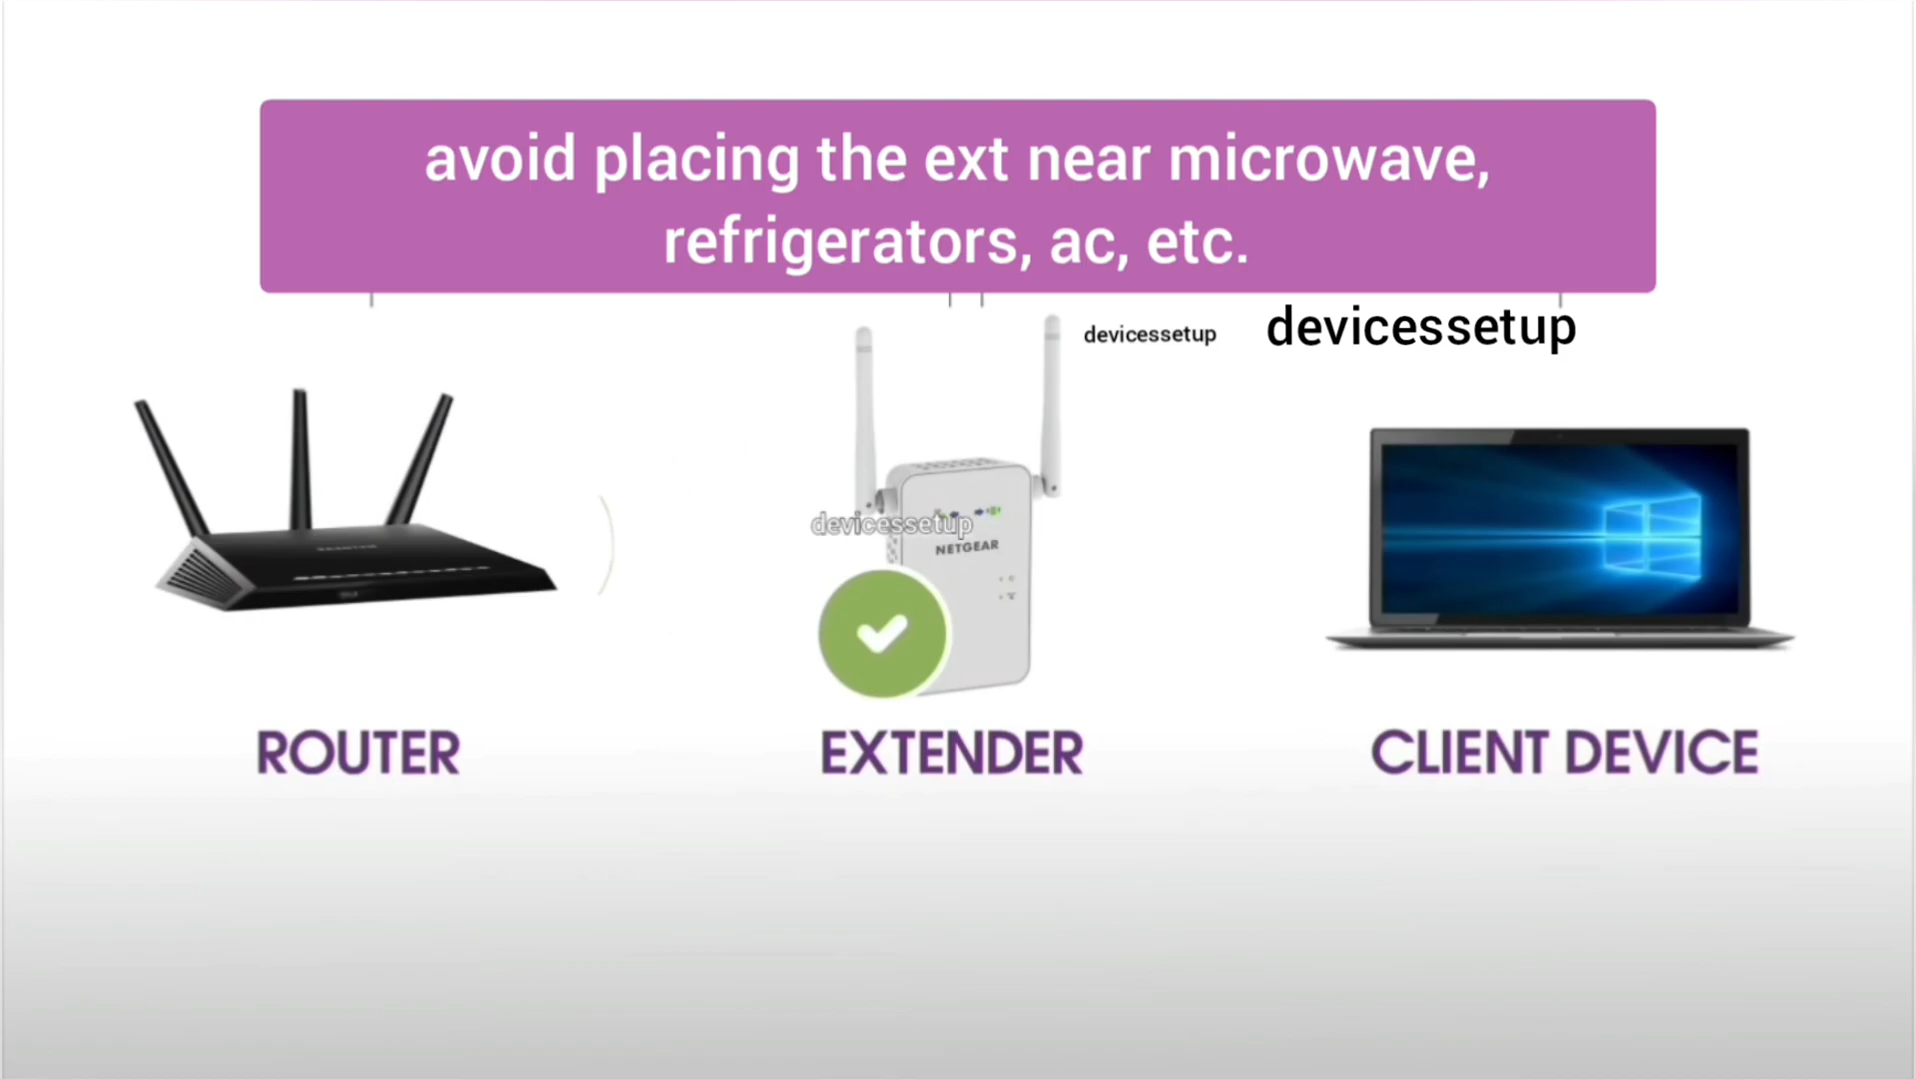 avoid placing the ext near microwave,
refrigerators, ac, etc.
devicessetup
devicessetup
devicessetup
NETGEAR
ROUTER
EXTENDER
CLIENT DEVICE